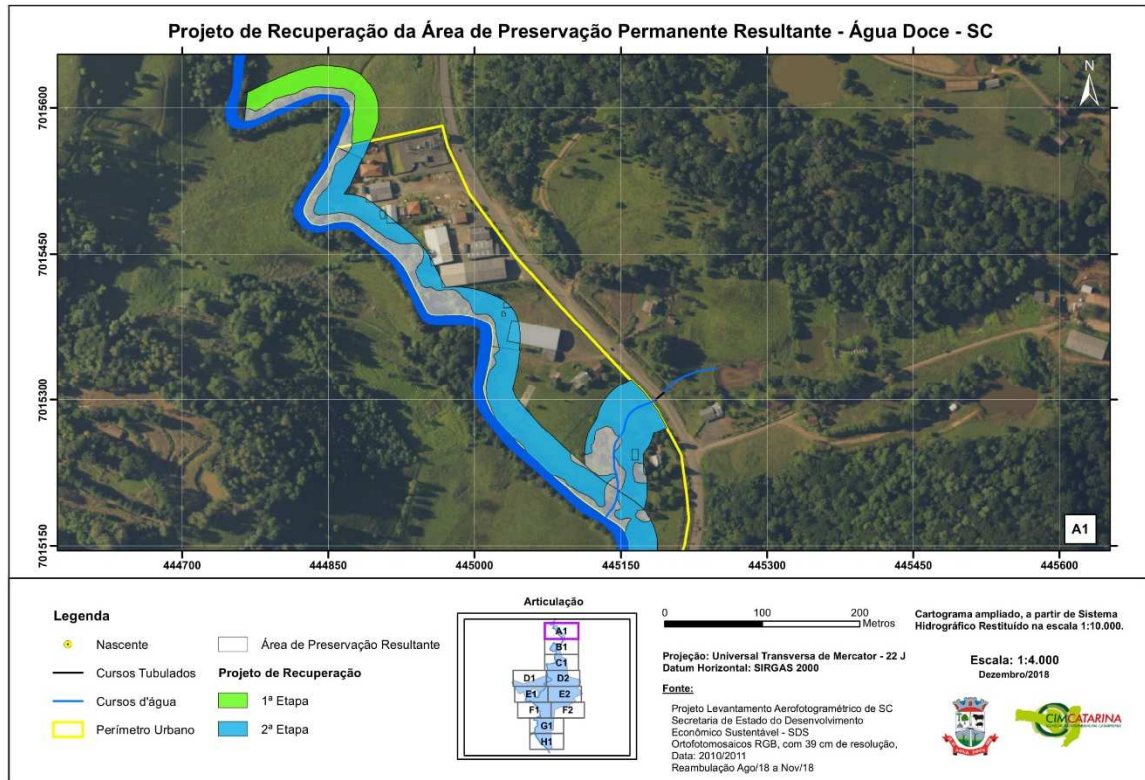 Projeto de Recuperação da Área de Preservação Permanente Resultante - Água Doce - SC
N
7015600
7015450
7015300
7015150
A1
444700
444850
445000
445150
445300
445450
445600
Legenda
Nascente
Cursos Tubulados
Cursos d'água
Perímetro Urbano
Área de Preservação Resultante
Projeto de Recuperação
1ª Etapa
2ª Etapa
Articulação
A1
B1
C1
D1
D2
E1
E2
F1
F2
G1
H1
0
100
200
Metros
Projeção: Universal Transversa de Mercator - 22 J
Datum Horizontal: SIRGAS 2000
Fonte:
Projeto Levantamento Aerofotogramétrico de SC
Secretaria de Estado do Desenvolvimento
Econômico Sustentável - SDS
Ortofotomosaicos RGB, com 39 cm de resolução,
Data: 2010/2011
Reambulação Ago/18 a Nov/18
Cartograma ampliado, a partir de Sistema
Hidrográfico Restituído na escala 1:10.000.
Escala: 1:4.000
Dezembro/2018
CIMCATARINA